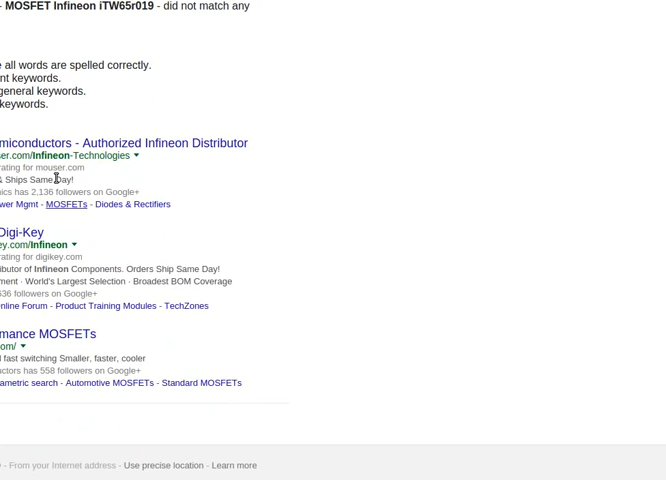 - MOSFET Infineon iTW65r019 - did not match any
all words are spelled correctly.
nt keywords.
general keywords.
keywords.
miconductors - Authorized Infineon Distributor
ser.com/Infineon-Technologies
rating for mouser.com
& Ships Same Day!
nics has 2,136 followers on Google+
wer Mgmt - MOSFETs - Diodes & Rectifiers
Digi-Key
ey.com/Infineon
rating for digikey.com
ibutor of Infineon Components. Orders Ship Same Day!
ment · World's Largest Selection · Broadest BOM Coverage
636 followers on Google+
nline Forum - Product Training Modules - TechZones
mance MOSFETs
om/
l fast switching Smaller, faster, cooler
uctors has 558 followers on Google+
ametric search - Automotive MOSFETs - Standard MOSFETs
- From your Internet address - Use precise location - Learn more